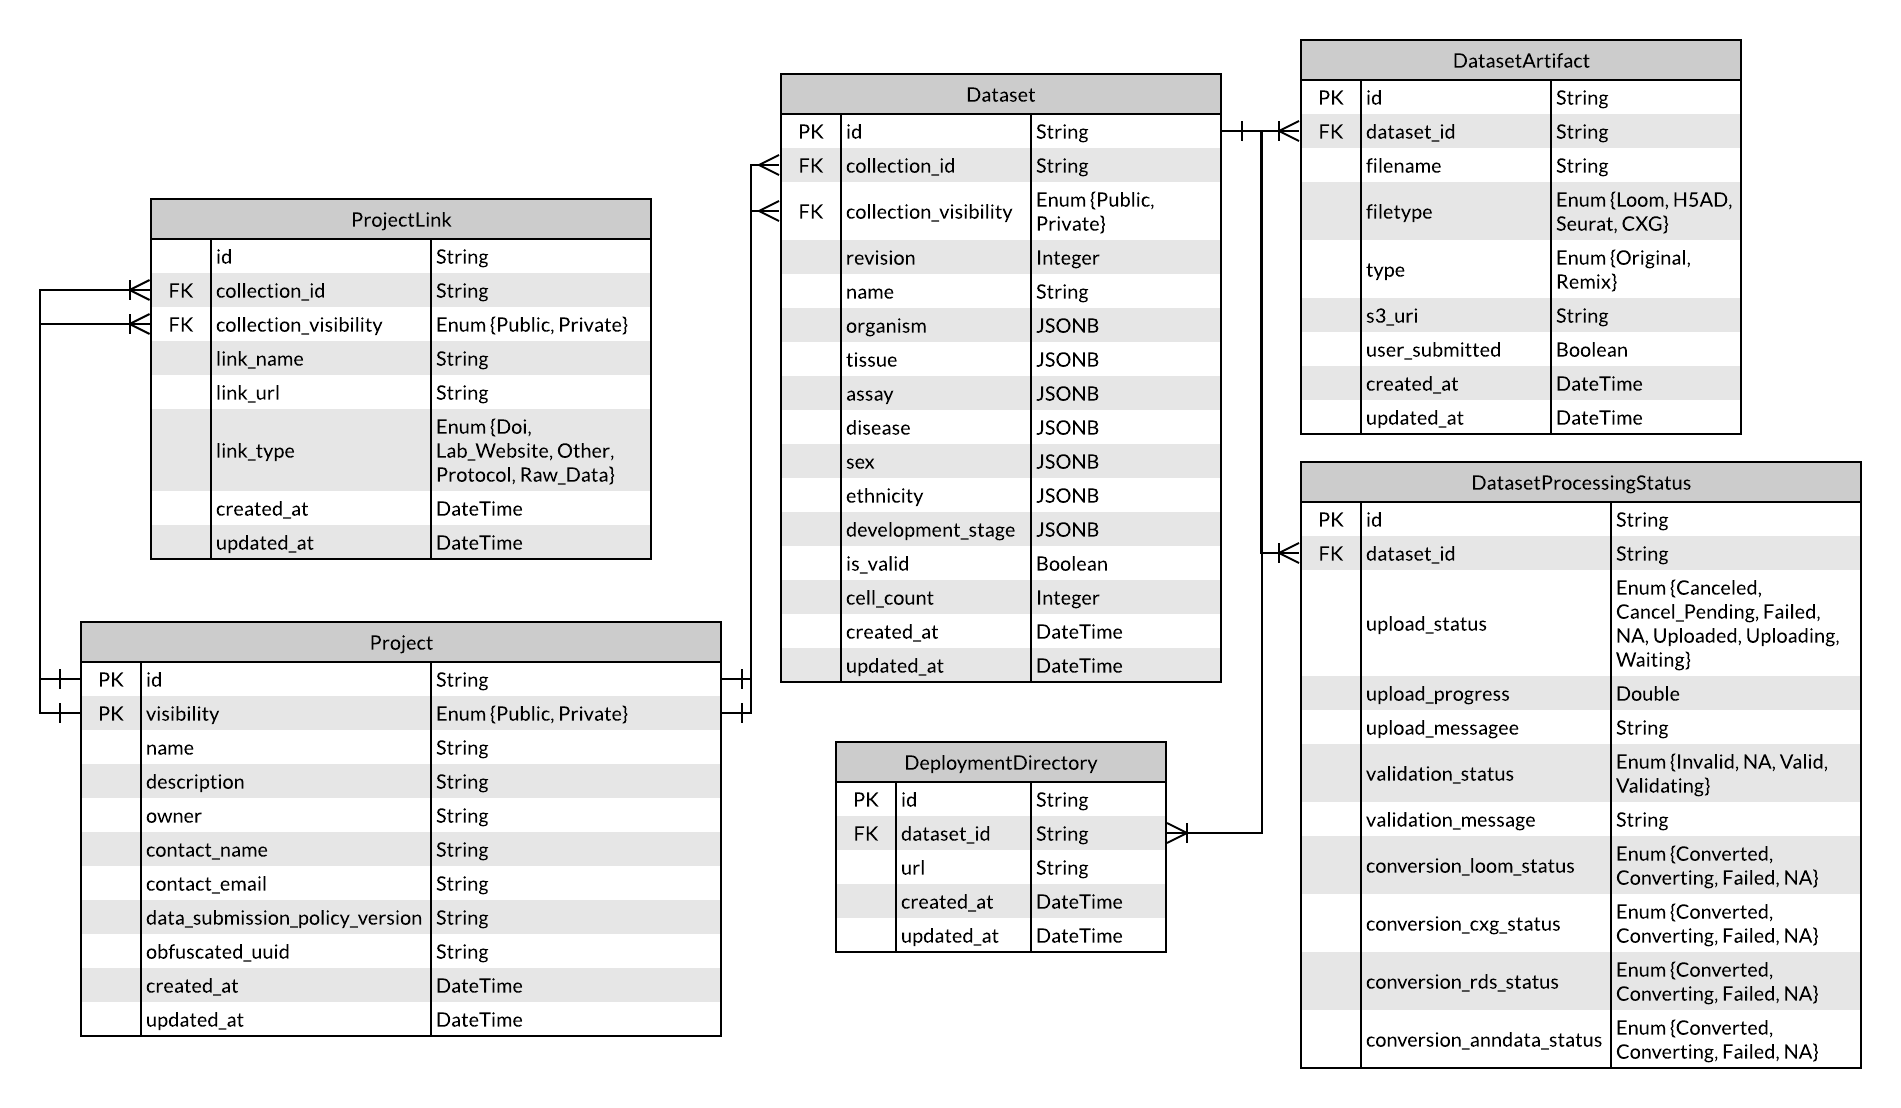 ProjectLink
id String
FK collection_id String
FK collection_visibility Enum {Public, Private}
link_name String
link_url String
link_type Enum {Doi,
Lab_Website, Other,
Protocol, Raw_Data}
created_at DateTime
updated_at DateTime
Project
PK id String
PK visibility Enum {Public, Private}
name String
description String
owner String
contact_name String
contact_email String
data_submission_policy_version String
obfuscated_uuid String
created_at DateTime
updated_at DateTime
Dataset
PK id String
FK collection_id String
FK collection_visibility Enum {Public,
Private}
revision Integer
name String
organism JSONB
tissue JSONB
assay JSONB
disease JSONB
sex JSONB
ethnicity JSONB
development_stage JSONB
is_valid Boolean
cell_count Integer
created_at DateTime
updated_at DateTime
DeploymentDirectory
PK id String
FK dataset_id String
url String
created_at DateTime
updated_at DateTime
DatasetArtifact
PK id String
FK dataset_id String
filename String
filetype Enum {Loom, H5AD,
Seurat, CXG}
type Enum {Original,
Remix}
s3_uri String
user_submitted Boolean
created_at DateTime
updated_at DateTime
DatasetProcessingStatus
PK id String
FK dataset_id String
upload_status Enum {Canceled,
Cancel_Pending, Failed,
NA, Uploaded, Uploading,
Waiting}
upload_progress Double
upload_messagee String
validation_status Enum {Invalid, NA, Valid,
Validating}
validation_message String
conversion_loom_status Enum {Converted,
Converting, Failed, NA}
conversion_cxg_status Enum {Converted,
Converting, Failed, NA}
conversion_rds_status Enum {Converted,
Converting, Failed, NA}
conversion_anndata_status Enum {Converted,
Converting, Failed, NA}